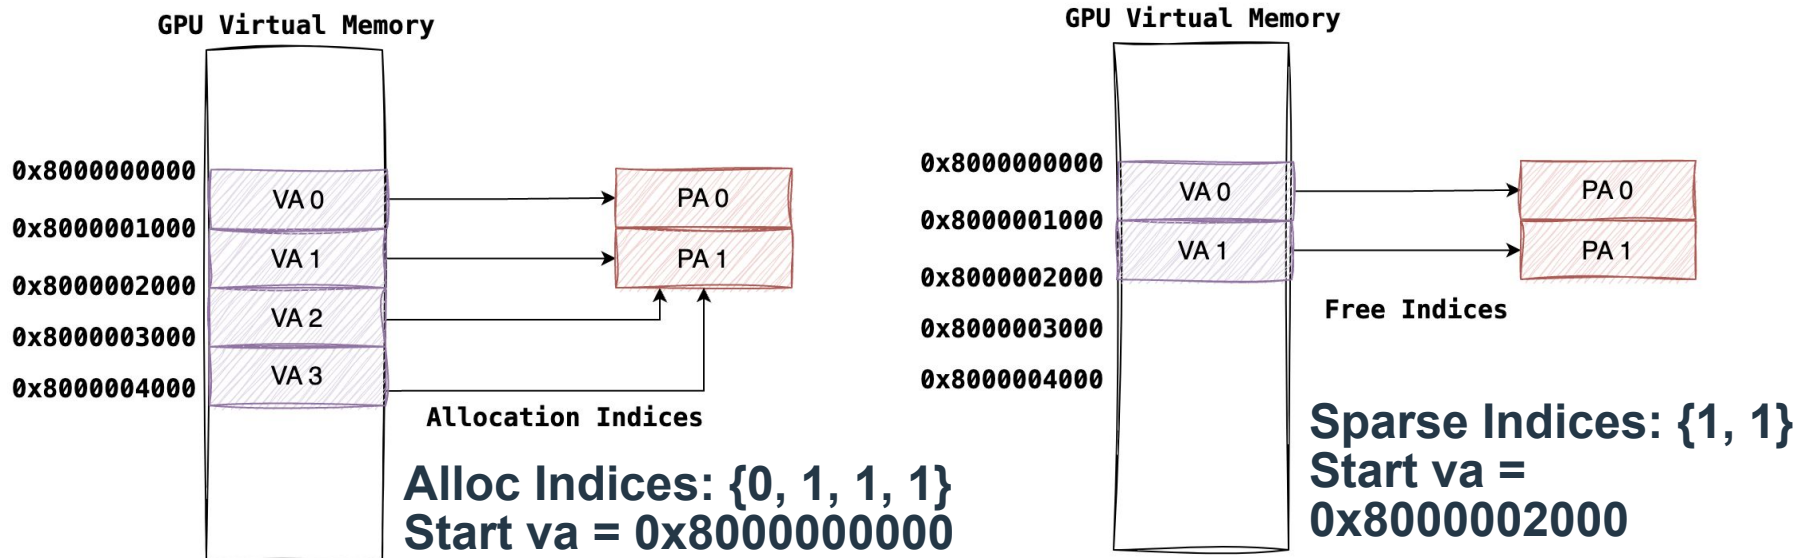 GPU Virtual Memory
0x8000000000
VA 0
PA 0
0x8000001000
VA 1
PA 1
0x8000002000
VA 2
0x8000003000
VA 3
0x8000004000
Allocation Indices
Alloc Indices: {0, 1, 1, 1}
Start va = 0x8000000000
GPU Virtual Memory
0x8000000000
VA 0
PA 0
0x8000001000
VA 1
PA 1
0x8000002000
Free Indices
0x8000003000
0x8000004000
Sparse Indices: {1, 1}
Start va =
0x8000002000